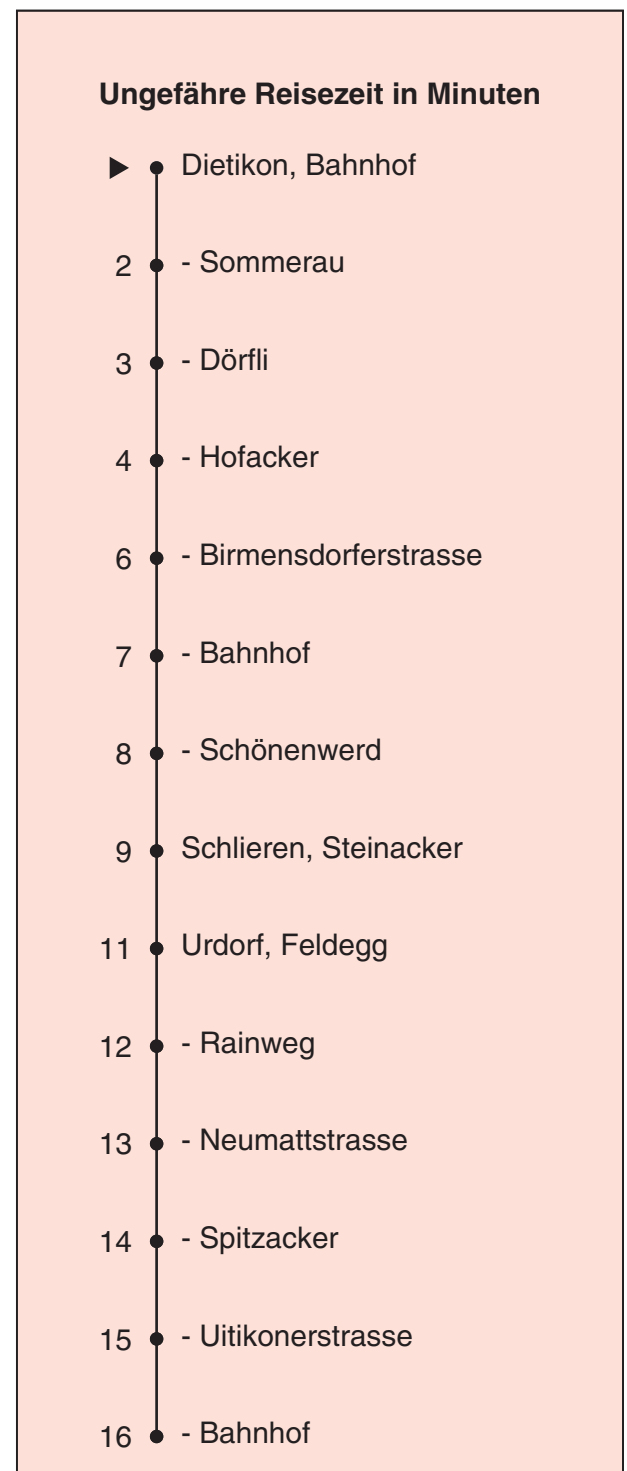 Ungefähre Reisezeit in Minuten
Dietikon, Bahnhof
2 - Sommerau
3 - Dörfli
4 - Hofacker
6 - Birmensdorferstrasse
7 - Bahnhof
8 - Schönenwerd
9 Schlieren, Steinacker
11 Urdorf, Feldegg
12 - Rainweg
13 - Neumattstrasse
14 - Spitzacker
15 - Uitikonerstrasse
16 - Bahnhof